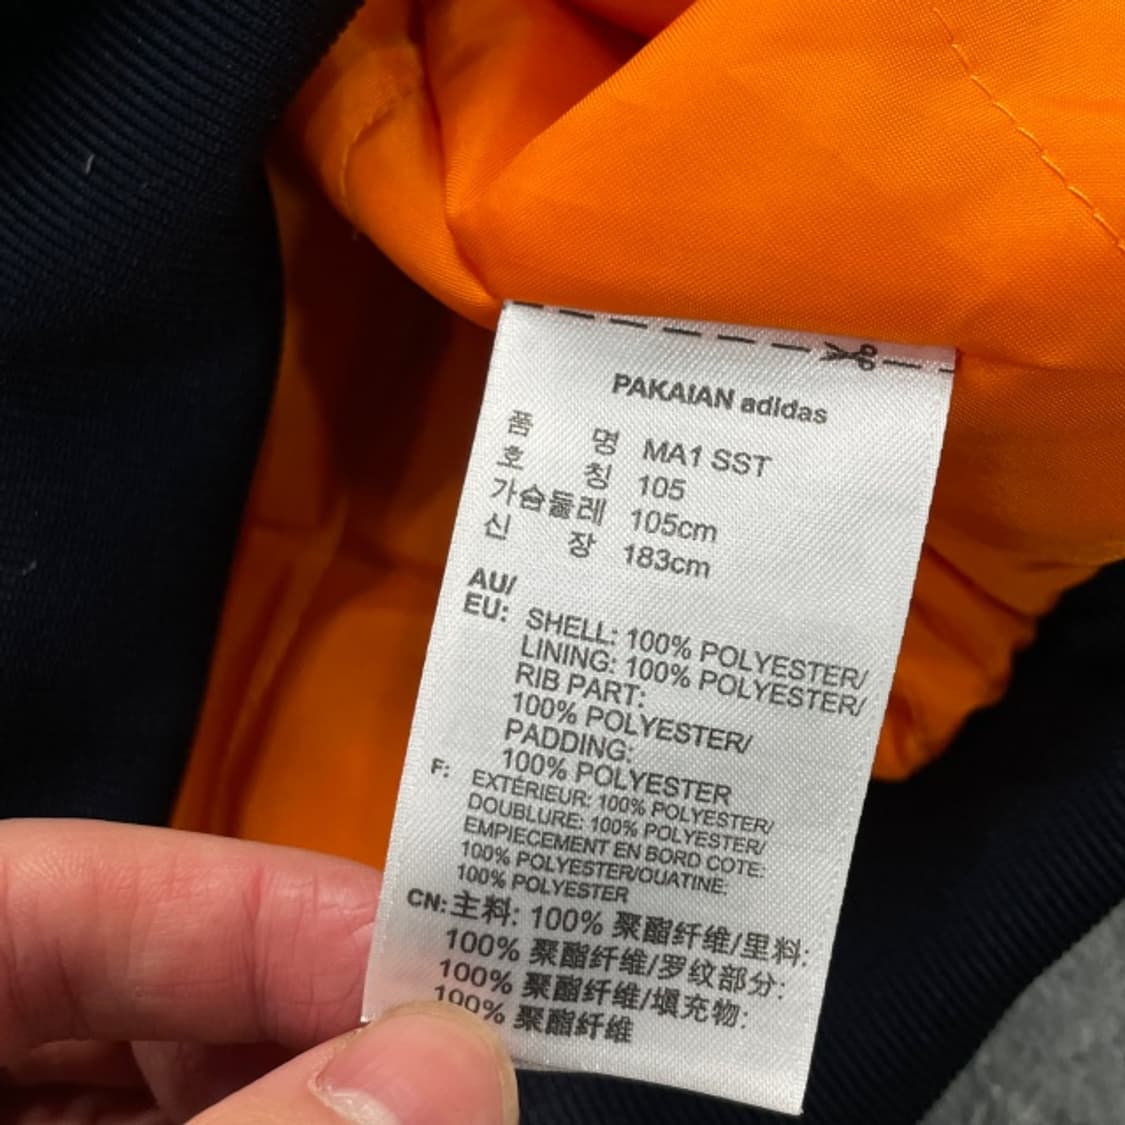 PAKAIAN adidas
품 명 MA1 SST
호 칭 105
가슴둘레 105cm
신 장 183cm
AU/
EU: SHELL: 100% POLYESTER/
LINING: 100% POLYESTER/
RIB PART:
100% POLYESTER/
PADDING:
100% POLYESTER
F: EXTÉRIEUR: 100% POLYESTER/
DOUBLURE: 100% POLYESTER/
EMPIECEMENT EN BORD COTE:
100% POLYESTER/OUATINE:
100% POLYESTER
CN: 主料: 100% 聚酯纤维/里料:
100% 聚酯纤维/罗纹部分:
100% 聚酯纤维/填充物:
100% 聚酯纤维